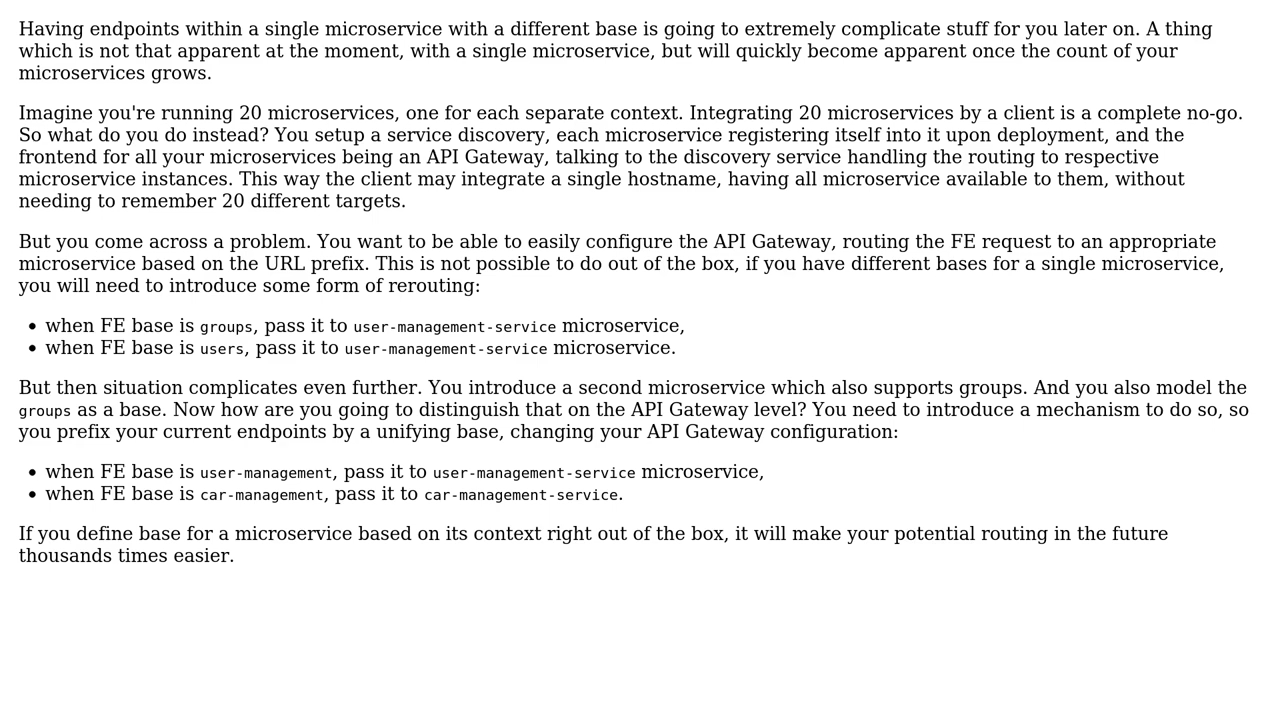 Having endpoints within a single microservice with a different base is going to extremely complicate stuff for you later on. A thing
which is not that apparent at the moment, with a single microservice, but will quickly become apparent once the count of your
microservices grows.
Imagine you're running 20 microservices, one for each separate context. Integrating 20 microservices by a client is a complete no-go.
So what do you do instead? You setup a service discovery, each microservice registering itself into it upon deployment, and the
frontend for all your microservices being an API Gateway, talking to the discovery service handling the routing to respective
microservice instances. This way the client may integrate a single hostname, having all microservice available to them, without
needing to remember 20 different targets.
But you come across a problem. You want to be able to easily configure the API Gateway, routing the FE request to an appropriate
microservice based on the URL prefix. This is not possible to do out of the box, if you have different bases for a single microservice,
you will need to introduce some form of rerouting:
• when FE base is groups, pass it to user-management-service microservice,
• when FE base is users, pass it to user-management-service microservice.
But then situation complicates even further. You introduce a second microservice which also supports groups. And you also model the
groups as a base. Now how are you going to distinguish that on the API Gateway level? You need to introduce a mechanism to do so, so
you prefix your current endpoints by a unifying base, changing your API Gateway configuration:
• when FE base is user-management, pass it to user-management-service microservice,
• when FE base is car-management, pass it to car-management-service.
If you define base for a microservice based on its context right out of the box, it will make your potential routing in the future
thousands times easier.